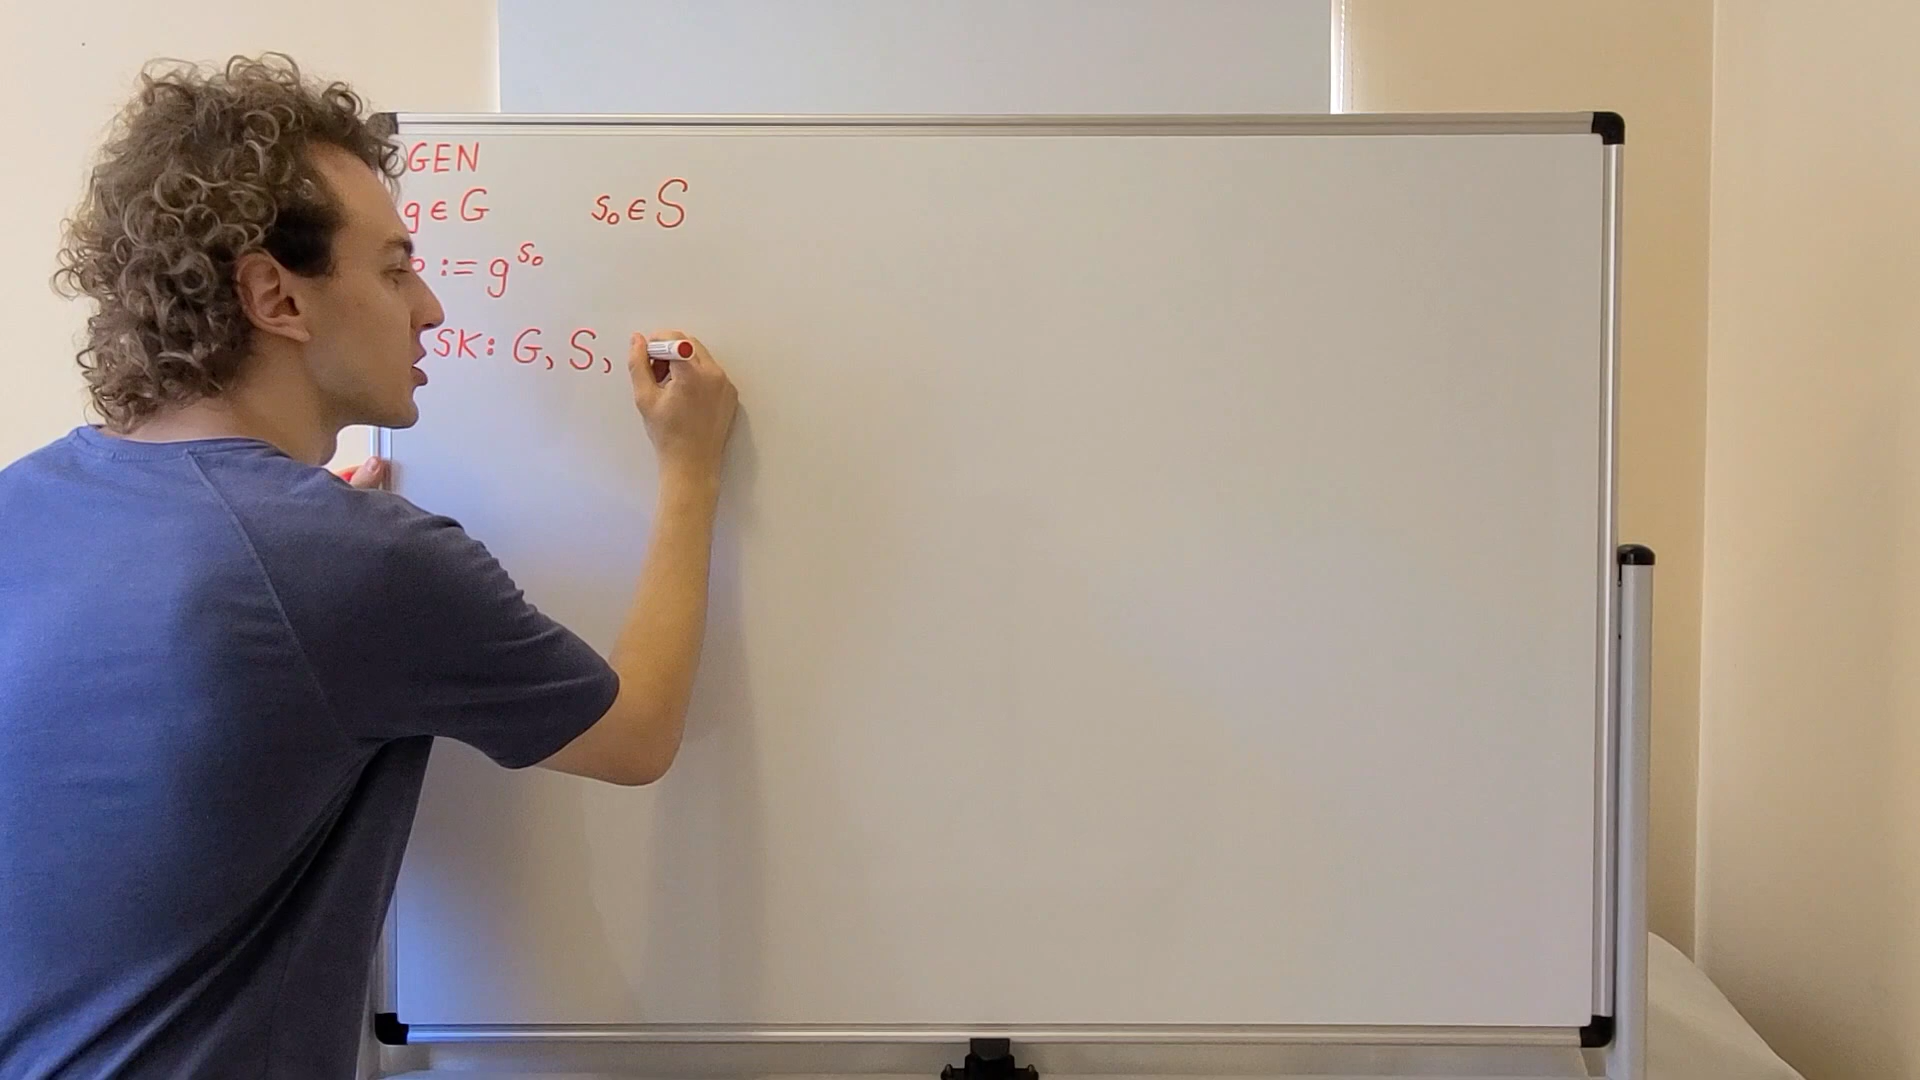 GEN
g ∈ G s₀ ∈ S
:= g^s₀
SK: G, S,